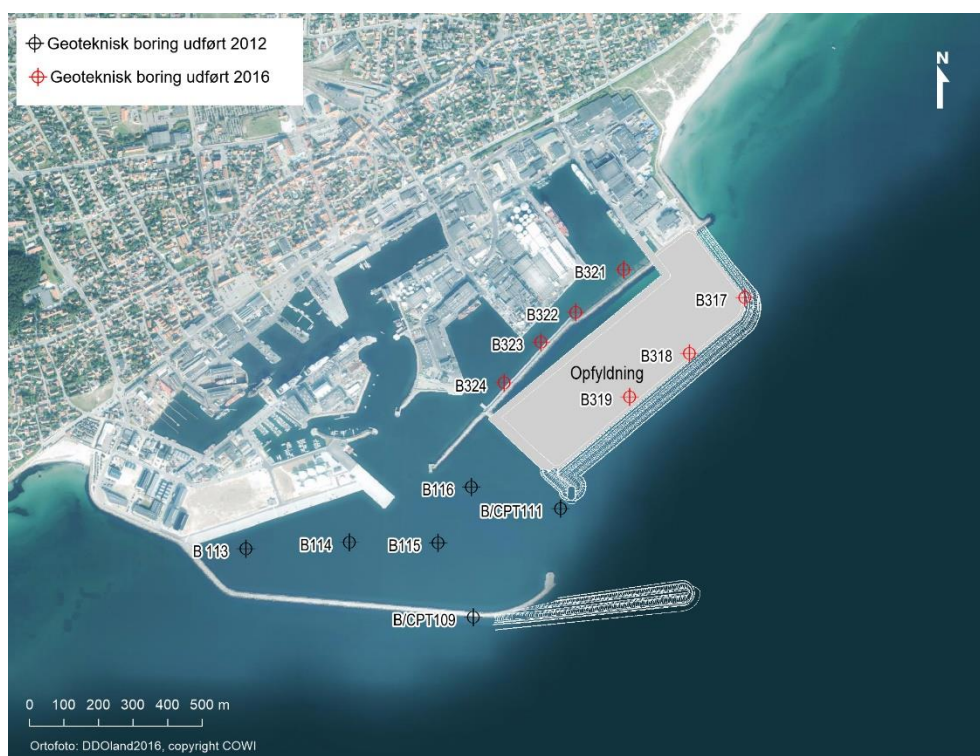 Geoteknisk boring udført 2012
Geoteknisk boring udført 2016
N
B321
B317
B322
B323
B318
B324
Opfyldning
B319
B116
B/CPT111
B 113
B114
B115
B/CPT109
0 100 200 300 400 500 m
Ortofoto: DDOland2016, copyright COWI